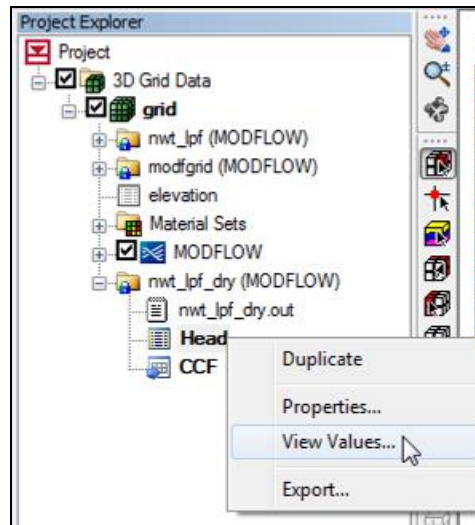 Project Explorer
Project
3D Grid Data
grid
nwt_lpf (MODFLOW)
modfgrid (MODFLOW)
elevation
Material Sets
MODFLOW
nwt_lpf_dry (MODFLOW)
nwt_lpf_dry.out
Head
CCF
Duplicate
Properties...
View Values...
Export...